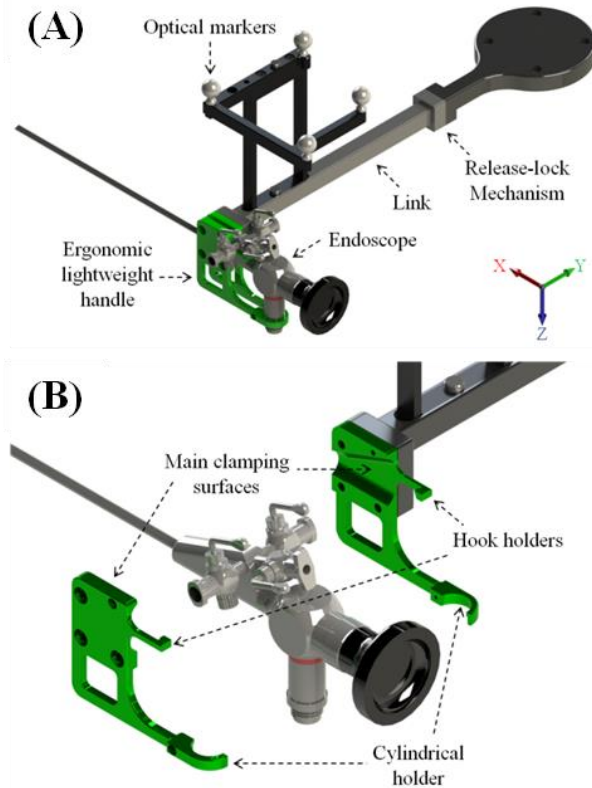 (A)
Optical markers
Release-lock
Mechanism
Link
Endoscope
Ergonomic
lightweight
handle
X
Y
Z
(B)
Main clamping
surfaces
Hook holders
Cylindrical
holder